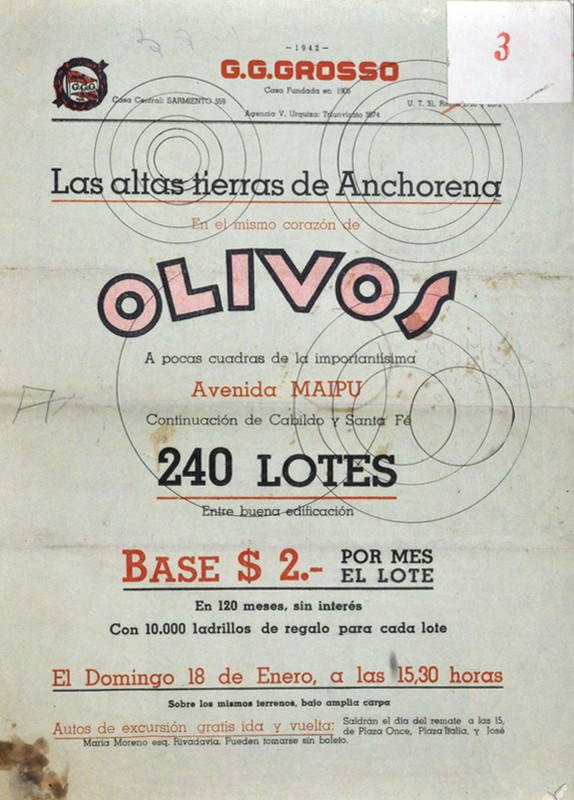 3
- 1942 -
G.G.GROSSO
Casa Fundada en 1905
G.G.G.
Casa Central: SARMIENTO 559
U. T. 31,
Agencia V. Urquiza: Triunvirato
Las altas tierras de Anchorena
En el mismo corazón de
OLIVOS
A pocas cuadras de la importantísima
Avenida MAIPU
Continuación de Cabildo y Santa Fé
240 LOTES
Entre buena edificación
BASE $ 2.- POR MES
EL LOTE
En 120 meses, sin interés
Con 10.000 ladrillos de regalo para cada lote
El Domingo 18 de Enero, a las 15,30 horas
Sobre los mismos terrenos, bajo amplia carpa
Autos de excursión gratis ida y vuelta: Saldrán el día del remate a las 15,
de Plaza Once, Plaza Italia, y José
María Moreno esq. Rivadavia. Pueden tomarse sin boleto.